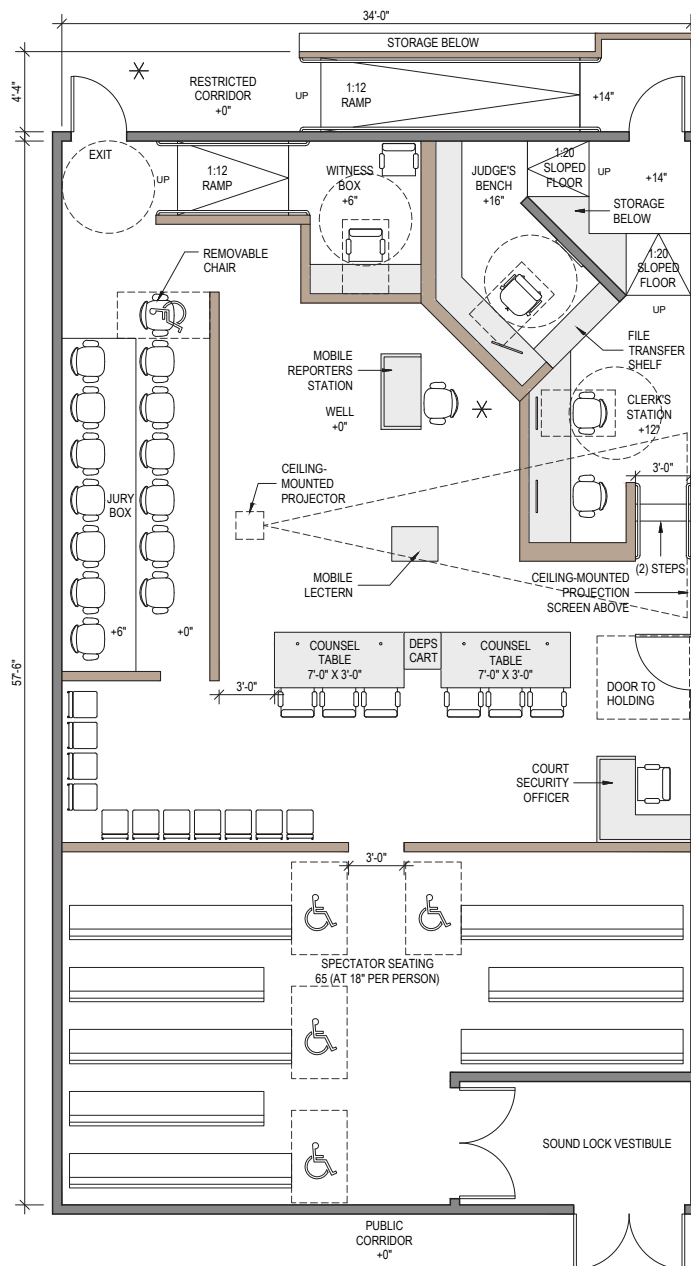 34'-0"
STORAGE BELOW
4'-4"
RESTRICTED
CORRIDOR
+0"
UP
1:12
RAMP
+14"
EXIT
UP
1:12
RAMP
WITNESS
BOX
+6"
JUDGE'S
BENCH
+16"
1:20
SLOPED
FLOOR
UP
+14"
STORAGE
BELOW
1:20
SLOPED
FLOOR
UP
REMOVABLE
CHAIR
FILE
TRANSFER
SHELF
MOBILE
REPORTERS
STATION
WELL
+0"
CLERK'S
STATION
+12"
3'-0"
CEILING-
MOUNTED
PROJECTOR
JURY
BOX
MOBILE
LECTERN
(2) STEPS
CEILING-MOUNTED
PROJECTION
SCREEN ABOVE
+6"
+0"
COUNSEL
TABLE
7'-0" X 3'-0"
DEPS
CART
COUNSEL
TABLE
7'-0" X 3'-0"
57'-6"
3'-0"
DOOR TO
HOLDING
COURT
SECURITY
OFFICER
3'-0"
SPECTATOR SEATING
65 (AT 18" PER PERSON)
SOUND LOCK VESTIBULE
PUBLIC
CORRIDOR
+0"